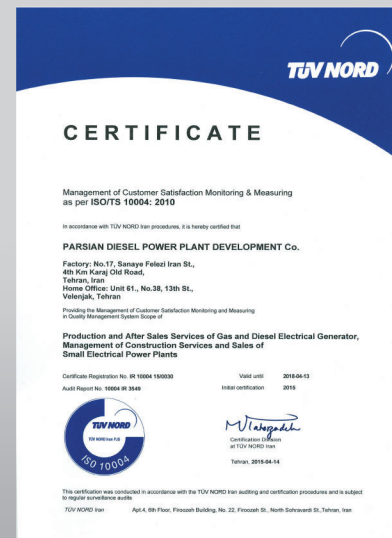 TÜV NORD
CERTIFICATE
Management of Customer Satisfaction Monitoring & Measuring
as per ISO/TS 10004: 2010
In accordance with TÜV NORD Iran procedures, it is hereby certified that
PARSIAN DIESEL POWER PLANT DEVELOPMENT Co.
Factory: No.17, Sanaye Felezi Iran St.,
4th Km Karaj Old Road,
Tehran, Iran
Home Office: Unit 61., No.38, 13th St.,
Velenjak, Tehran
Providing the Management of Customer Satisfaction Monitoring and Measuring
in Quality Management System Scope of
Production and After Sales Services of Gas and Diesel Electrical Generator,
Management of Construction Services and Sales of
Small Electrical Power Plants
Certificate Registration No. IR 10004 15/0030
Valid until 2018-04-13
Audit Report No. 10004 IR 3549
Initial certification 2015
TÜV NORD
TÜV NORD Iran PJS
ISO 10004
Certification Division
at TÜV NORD Iran
Tehran, 2015-04-14
This certification was conducted in accordance with the TÜV NORD Iran auditing and certification procedures and is subject
to regular surveillance audits
TÜV NORD Iran Apt.4, 6th Floor, Firoozeh Building, No. 22, Firoozeh St., North Sohravardi St.,Tehran, Iran